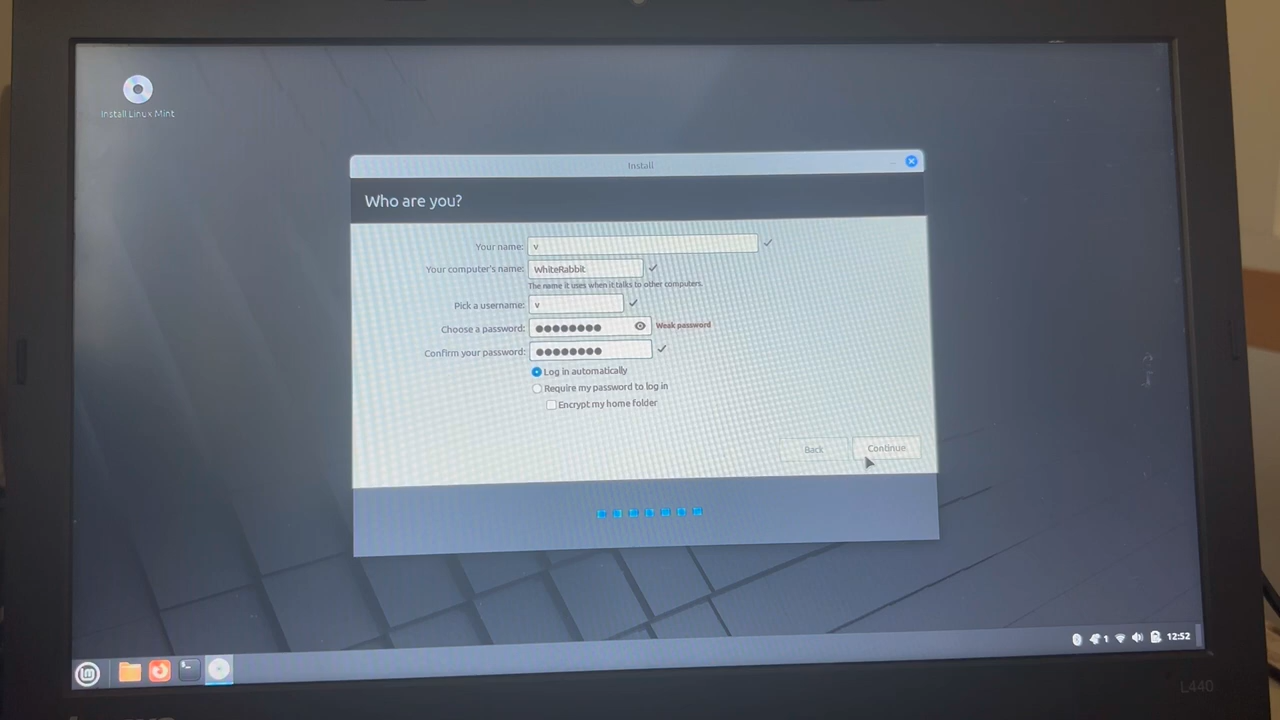 Install Linux Mint
Install
Who are you?
Your name: v
Your computer's name: WhiteRabbit
The name it uses when it talks to other computers.
Pick a username: v
Choose a password: ●●●●●●●● Weak password
Confirm your password: ●●●●●●●●
Log in automatically
Require my password to log in
Encrypt my home folder
Back Continue
1 12:52
L440